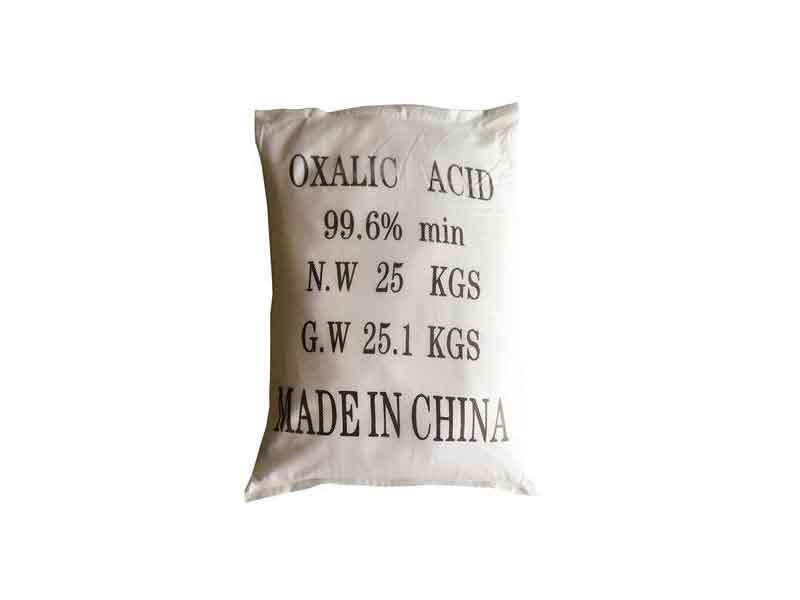 OXALIC ACID
99.6% min
N.W 25 KGS
G.W 25.1 KGS
MADE IN CHINA